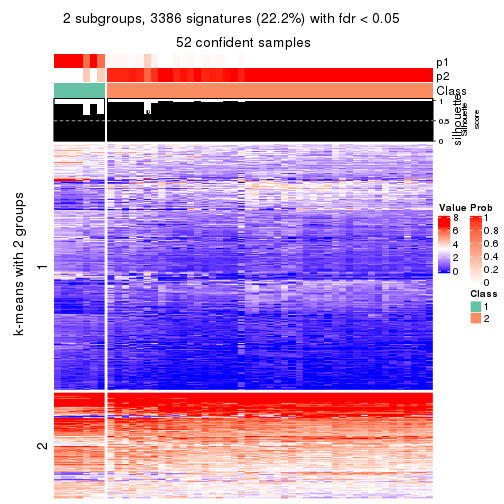 2 subgroups, 3386 signatures (22.2%) with fdr < 0.05
52 confident samples
p1
p2
Class
silhouette
Silhouette
score
1
0.5
0
k-means with 2 groups
1
2
Value
8
6
4
2
0
Prob
1
0.8
0.6
0.4
0.2
0
Class
1
2